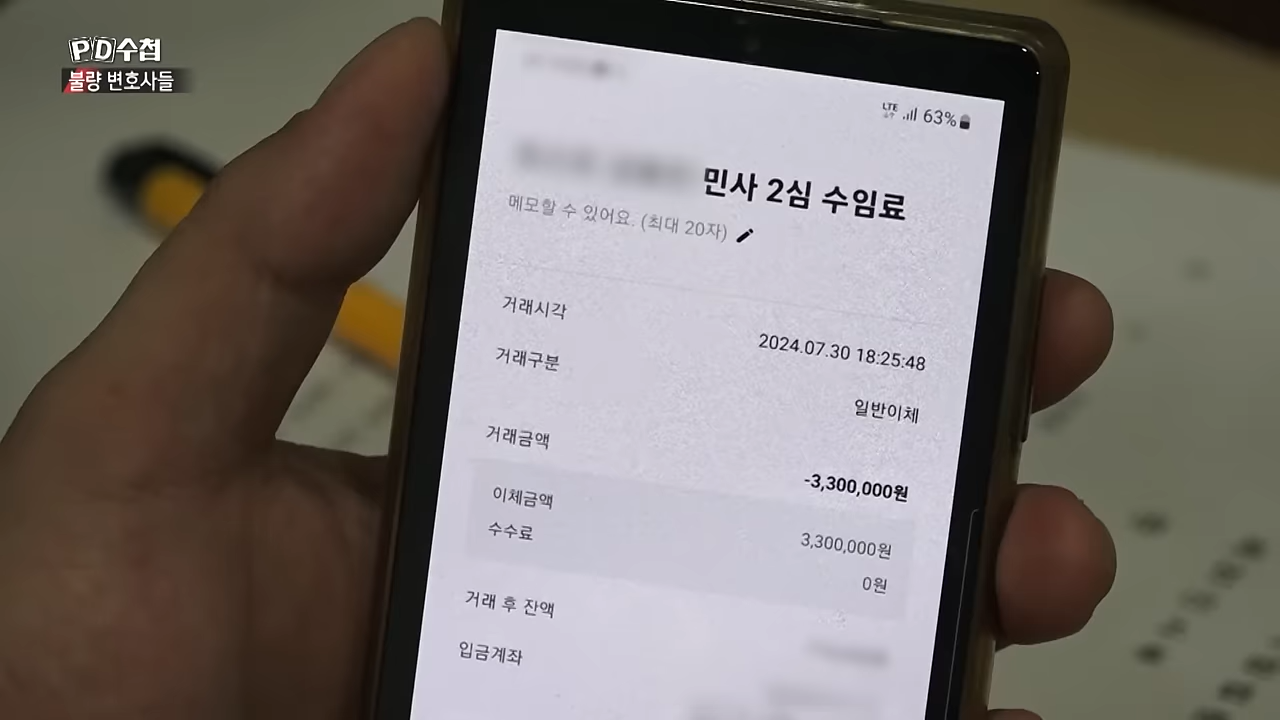 PD수첩
불량 변호사들
LTE
63%
민사 2심 수임료
메모할 수 있어요. (최대 20자)
거래시각
2024.07.30 18:25:48
거래구분
일반이체
거래금액
-3,300,000원
이체금액
3,300,000원
수수료
0원
거래 후 잔액
입금계좌